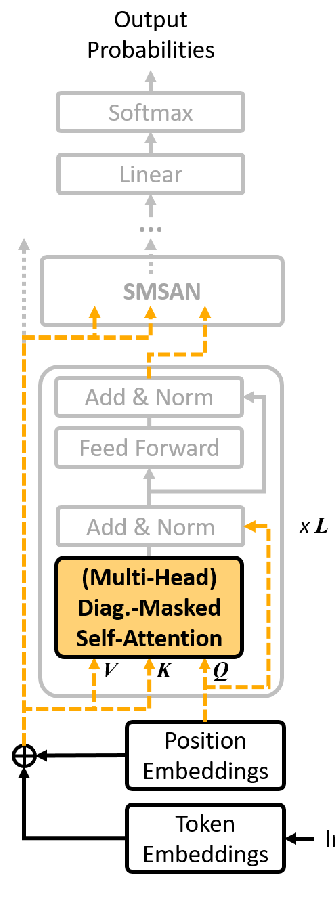 Output
Probabilities
Softmax
Linear
...
SMSAN
Add & Norm
Feed Forward
Add & Norm
x L
(Multi-Head)
Diag.-Masked
Self-Attention
V K Q
Position
Embeddings
Token
Embeddings